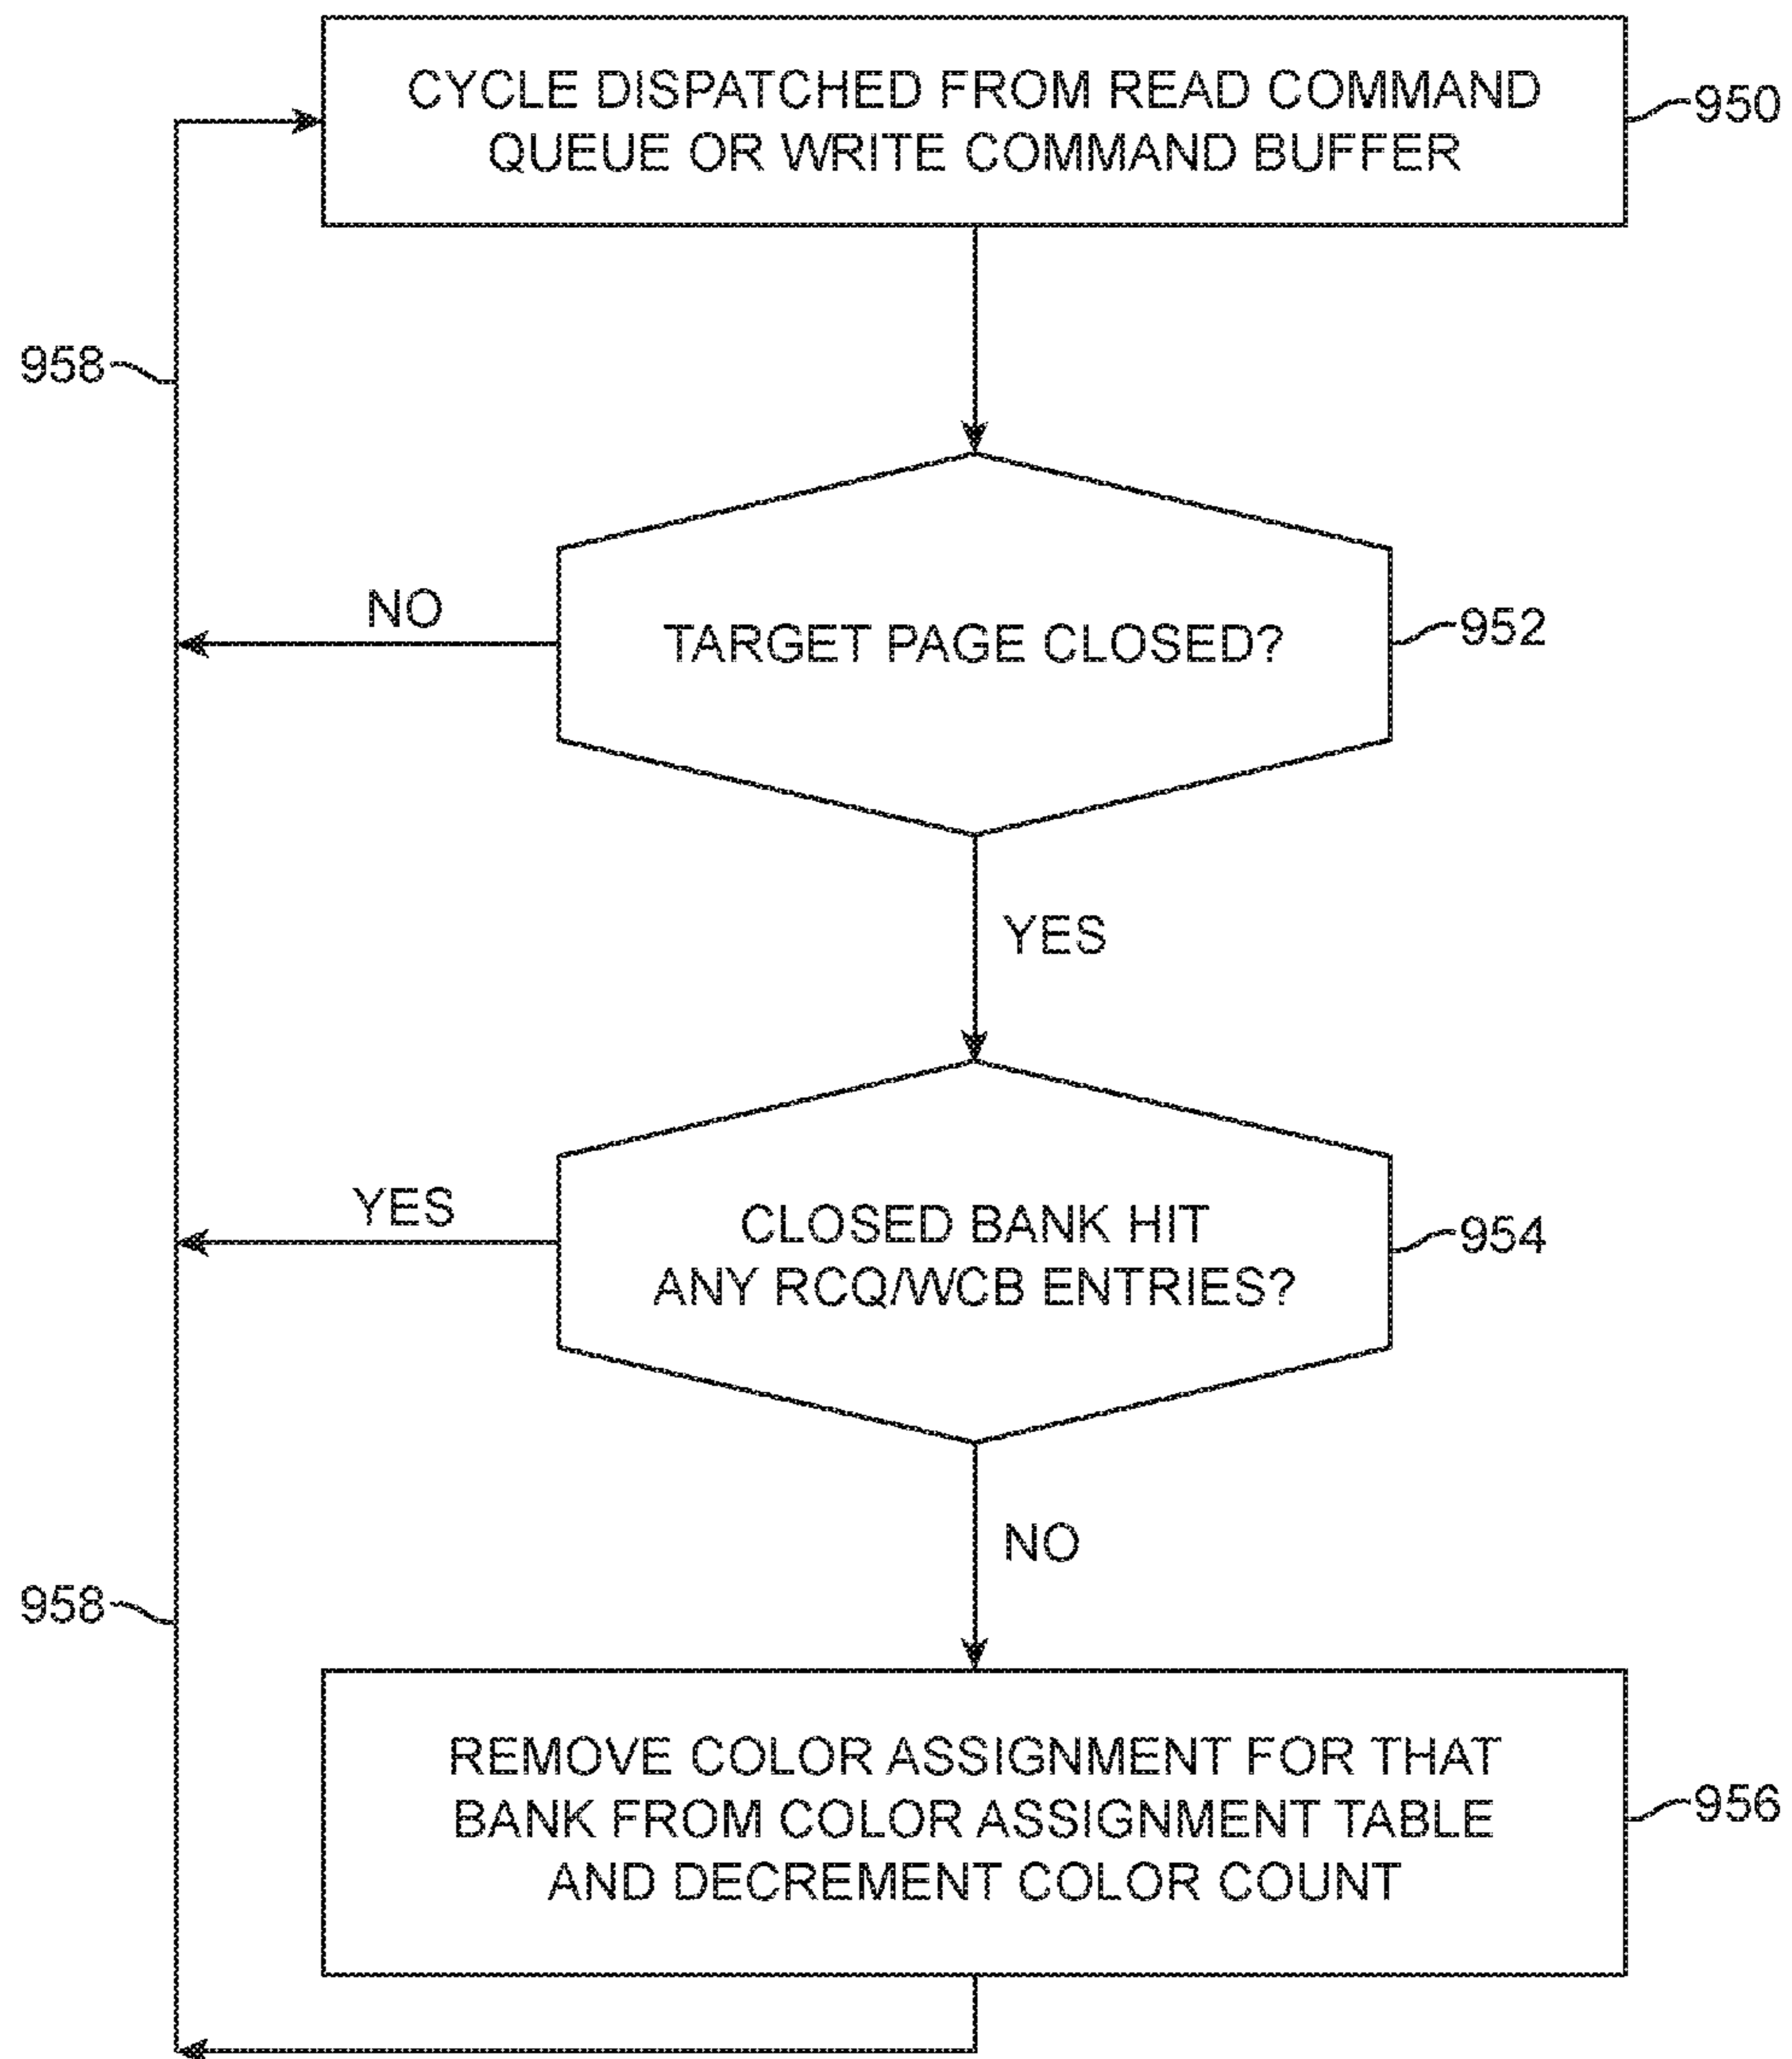 CYCLE DISPATCHED FROM READ COMMAND
QUEUE OR WRITE COMMAND BUFFER
950
958
NO
TARGET PAGE CLOSED?
952
YES
YES
CLOSED BANK HIT
ANY RCQ/WCB ENTRIES?
954
NO
958
REMOVE COLOR ASSIGNMENT FOR THAT
BANK FROM COLOR ASSIGNMENT TABLE
AND DECREMENT COLOR COUNT
956